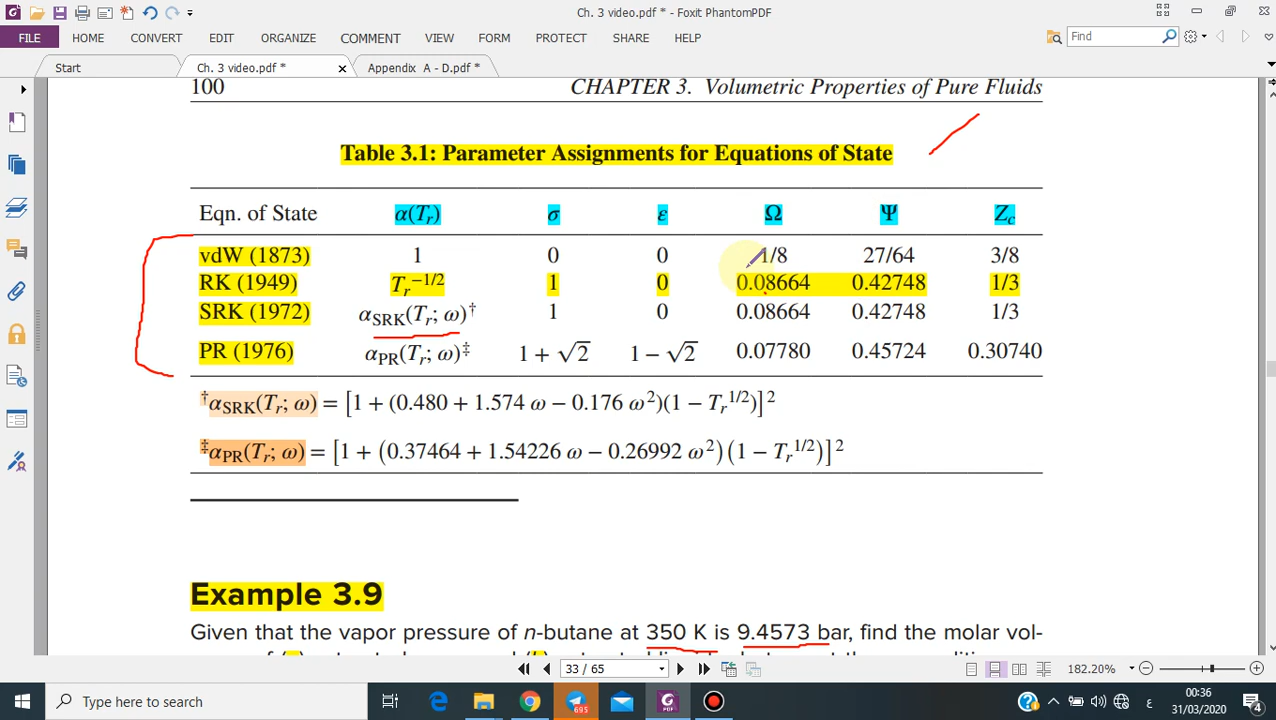 Ch. 3 video.pdf * - Foxit PhantomPDF
FILE HOME CONVERT EDIT ORGANIZE COMMENT VIEW FORM PROTECT SHARE HELP Find
Start Ch. 3 video.pdf * Appendix A - D.pdf *
100 CHAPTER 3. Volumetric Properties of Pure Fluids
Table 3.1: Parameter Assignments for Equations of State
Eqn. of State α(Tr) σ ε Ω Ψ Zc
vdW (1873) 1 0 0 1/8 27/64 3/8
RK (1949) Tr^−1/2 1 0 0.08664 0.42748 1/3
SRK (1972) αSRK(Tr; ω)† 1 0 0.08664 0.42748 1/3
PR (1976) αPR(Tr; ω)‡ 1 + √2 1 − √2 0.07780 0.45724 0.30740
†αSRK(Tr; ω) = [1 + (0.480 + 1.574 ω − 0.176 ω²)(1 − Tr^1/2)]²
‡αPR(Tr; ω) = [1 + (0.37464 + 1.54226 ω − 0.26992 ω²)(1 − Tr^1/2)]²
Example 3.9
Given that the vapor pressure of n-butane at 350 K is 9.4573 bar, find the molar vol-
33 / 65 182.20%
Type here to search 695 ع 00:36
31/03/2020 4